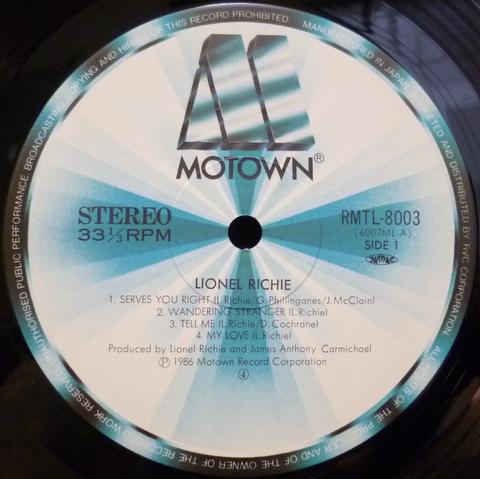 MOTOWN®
STEREO
33 1/3 RPM
RMTL-8003
(6007ML A)
SIDE 1
LIONEL RICHIE
1. SERVES YOU RIGHT (L. Richie/G. Phillinganes/J. McClain)
2. WANDERING STRANGER (L. Richie)
3. TELL ME (L. Richie/D. Cochrane)
4. MY LOVE (L. Richie)
Produced by Lionel Richie and James Anthony Carmichael
Ⓟ 1986 Motown Record Corporation
④
ALL RIGHTS OF THE PRODUCER AND OF THE OWNER OF THE RECORDED WORK RESERVED. UNAUTHORISED PUBLIC PERFORMANCE, BROADCASTING, COPYING AND HIRING OF THIS RECORD PROHIBITED
MANUFACTURED IN JAPAN, COMPLETED AND DISTRIBUTED BY RVC CORPORATION